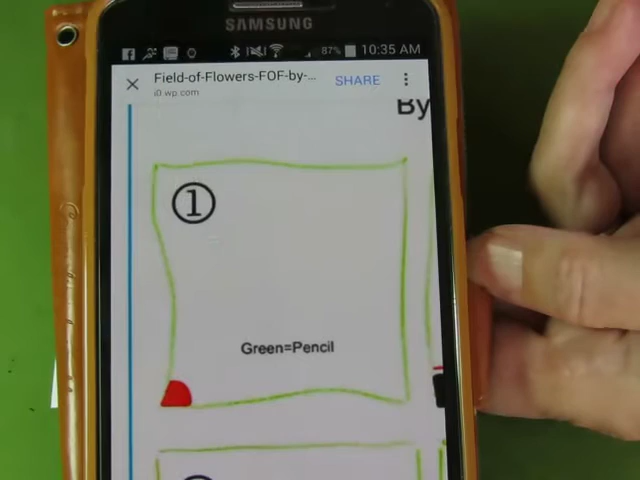 SAMSUNG
87% 10:35 AM
Field-of-Flowers-FOF-by-... SHARE
i0.wp.com
By
①
Green=Pencil